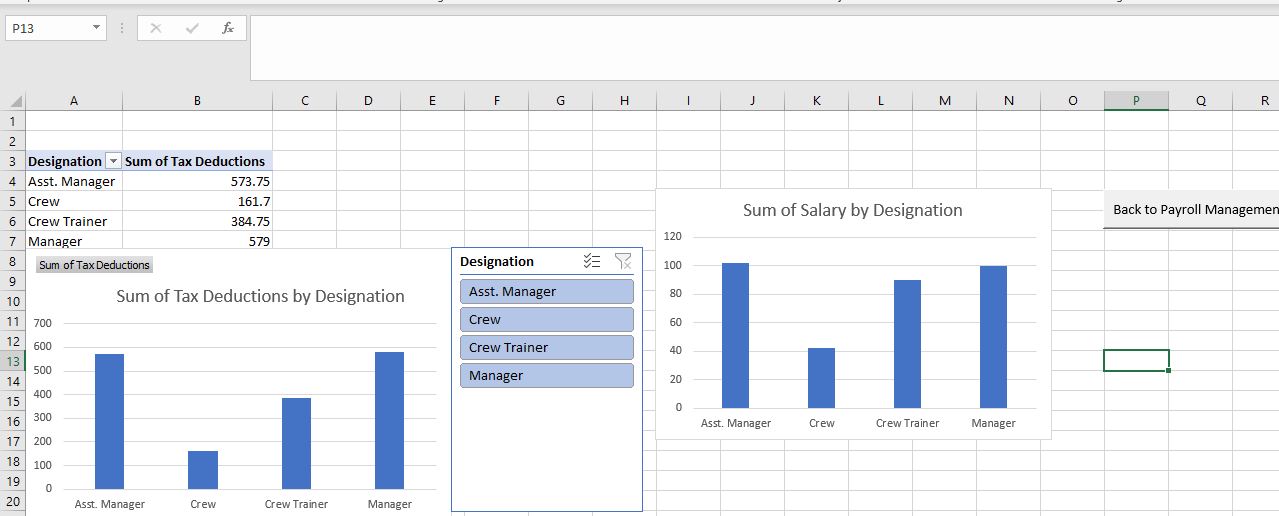 P13
fx
A B C D E F G H I J K L M N O P Q R
1
2
3 Designation Sum of Tax Deductions
4 Asst. Manager 573.75
5 Crew 161.7
6 Crew Trainer 384.75
7 Manager 579
8
9
10
11
12
13
14
15
16
17
18
19
20
Sum of Tax Deductions
Sum of Tax Deductions by Designation
700
600
500
400
300
200
100
0
Asst. Manager Crew Crew Trainer Manager
Designation
Asst. Manager
Crew
Crew Trainer
Manager
Sum of Salary by Designation
120
100
80
60
40
20
0
Asst. Manager Crew Crew Trainer Manager
Back to Payroll Managemen